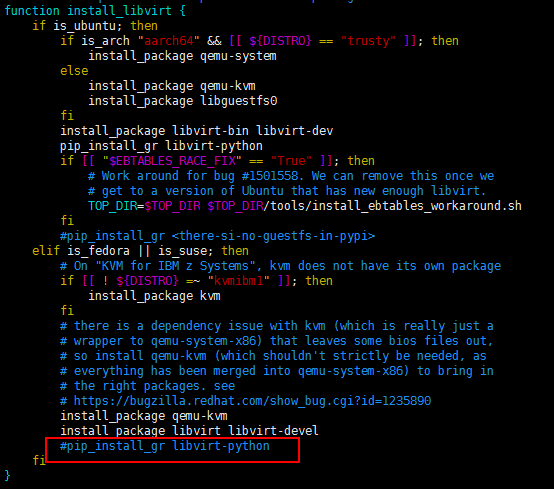 function install_libvirt {
    if is_ubuntu; then
        if is_arch "aarch64" && [[ ${DISTRO} == "trusty" ]]; then
            install_package qemu-system
        else
            install_package qemu-kvm
            install_package libguestfs0
        fi
        install_package libvirt-bin libvirt-dev
        pip_install_gr libvirt-python
        if [[ "$EBTABLES_RACE_FIX" == "True" ]]; then
            # Work around for bug #1501558. We can remove this once we
            # get to a version of Ubuntu that has new enough libvirt.
            TOP_DIR=$TOP_DIR $TOP_DIR/tools/install_ebtables_workaround.sh
        fi
        #pip_install_gr <there-si-no-guestfs-in-pypi>
    elif is_fedora || is_suse; then
        # On "KVM for IBM z Systems", kvm does not have its own package
        if [[ ! ${DISTRO} =~ "kvmibm1" ]]; then
            install_package kvm
        fi
        # there is a dependency issue with kvm (which is really just a
        # wrapper to qemu-system-x86) that leaves some bios files out,
        # so install qemu-kvm (which shouldn't strictly be needed, as
        # everything has been merged into qemu-system-x86) to bring in
        # the right packages. see
        # https://bugzilla.redhat.com/show_bug.cgi?id=1235890
        install_package qemu-kvm
        install_package libvirt libvirt-devel
        #pip_install_gr libvirt-python
    fi
}